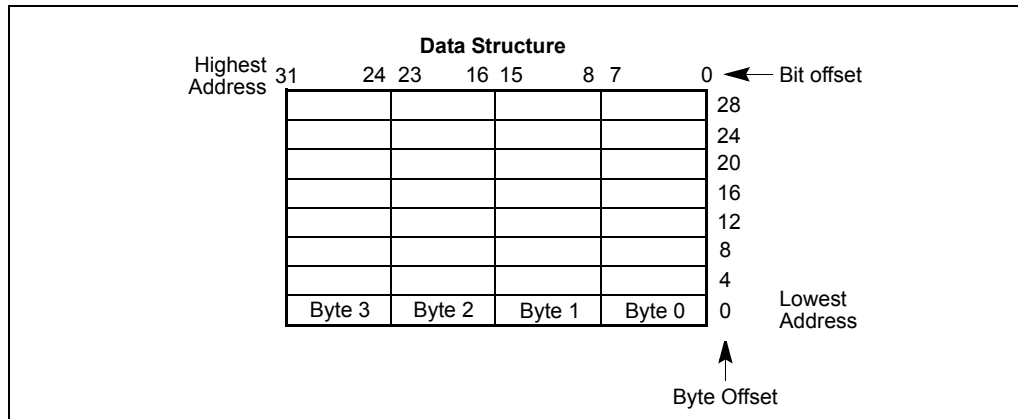 Data Structure
Highest
Address
31 24 23 16 15 8 7 0
Bit offset
28
24
20
16
12
8
4
Byte 3 Byte 2 Byte 1 Byte 0
0
Lowest
Address
Byte Offset